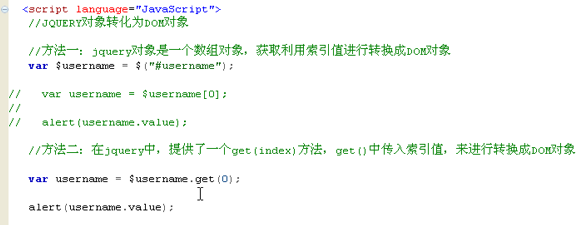 <script language="JavaScript">
//JQUERY对象转化为DOM对象
//方法一：jquery对象是一个数组对象，获取利用索引值进行转换成DOM对象
var $username = $("#username");
// var username = $username[0];
//
// alert(username.value);
//方法二：在jquery中，提供了一个get(index)方法，get()中传入索引值，来进行转换成DOM对象
var username = $username.get(0);
alert(username.value);